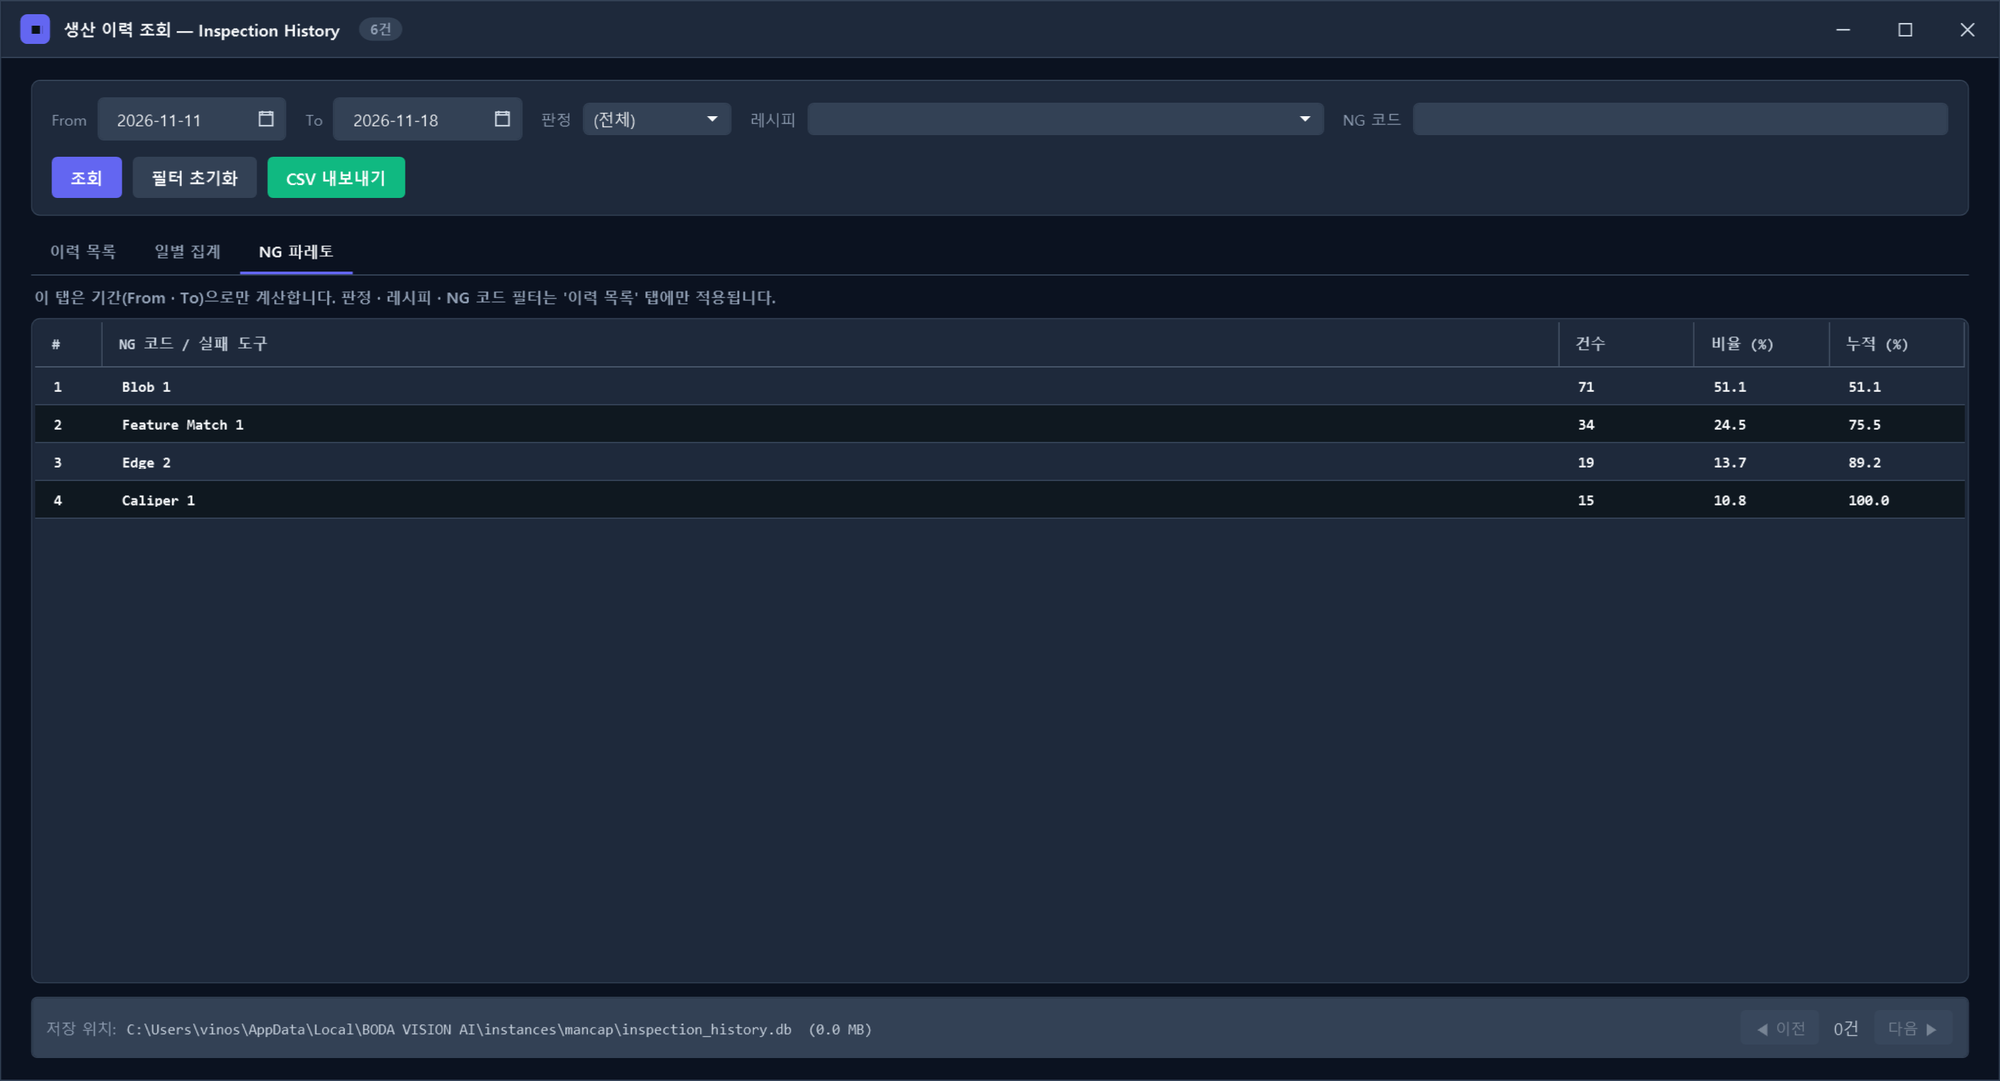 생산 이력 조회 — Inspection History 6건
From 2026-11-11 To 2026-11-18 판정 (전체) 레시피 NG 코드
조회 필터 초기화 CSV 내보내기
이력 목록 일별 집계 NG 파레토
이 탭은 기간(From · To)으로만 계산합니다. 판정 · 레시피 · NG 코드 필터는 '이력 목록' 탭에만 적용됩니다.
# NG 코드 / 실패 도구 건수 비율 (%) 누적 (%)
1 Blob 1 71 51.1 51.1
2 Feature Match 1 34 24.5 75.5
3 Edge 2 19 13.7 89.2
4 Caliper 1 15 10.8 100.0
저장 위치: C:\Users\vinos\AppData\Local\BODA VISION AI\instances\mancap\inspection_history.db (0.0 MB) ◀ 이전 0건 다음 ▶